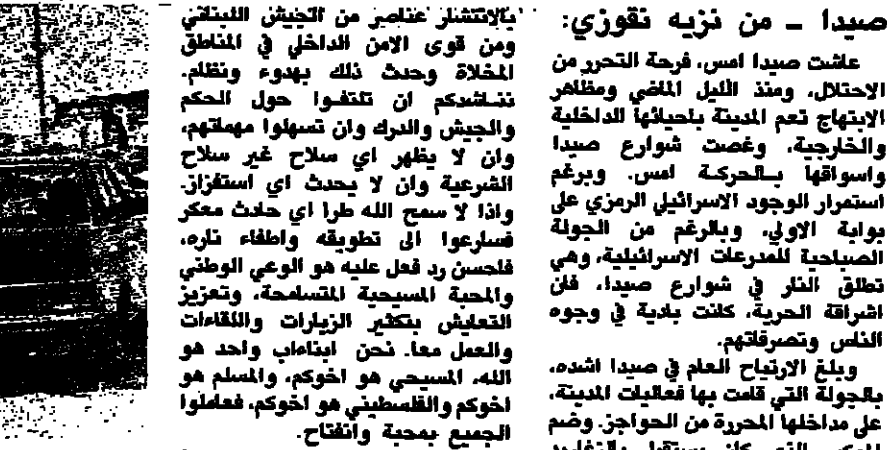 صيدا ـ من نزيه نقوزي:
عاشت صيدا امس، فرحة التحرر من
الاحتلال، ومنذ الليل الماضي ومظاهر
الابتهاج تعم المدينة باحيائها الداخلية
والخارجية، وغصت شوارع صيدا
واسواقها بالحركة امس. وبرغم
استمرار الوجود الاسرائيلي الرمزي على
بوابة الاولي، وبالرغم من الجولة
الصباحية للمدرعات الاسرائيلية، وهي
تطلق النار في شوارع صيدا، فان
اشراقة الحرية، كانت بادية في وجوه
الناس وتصرفاتهم.
وبلغ الارتياح العام في صيدا اشده،
بالجولة التي قامت بها فعاليات المدينة،
على مداخلها المحررة من الحواجز. وضم
بالانتشار عناصر من الجيش اللبناني
ومن قوى الامن الداخلي في المناطق
المخلاة وحدث ذلك بهدوء ونظام.
نناشدكم ان تلتفوا حول الحكم
والجيش والدرك وان تسهلوا مهماتهم،
وان لا يظهر اي سلاح غير سلاح
الشرعية وان لا يحدث اي استفزاز.
واذا لا سمح الله طرا اي حادث معكر
فسارعوا الى تطويقه واطفاء ناره،
فاحسن رد فعل عليه هو الوعي الوطني
والمحبة المسيحية المتسامحة، وتعزيز
التعايش بتكثير الزيارات واللقاءات
والعمل معا. نحن ابناءاب واحد هو
الله، المسيحي هو اخوكم، والمسلم هو
اخوكم والفلسطيني هو اخوكم، فعاملوا
الجميع بمحبة وانفتاح.